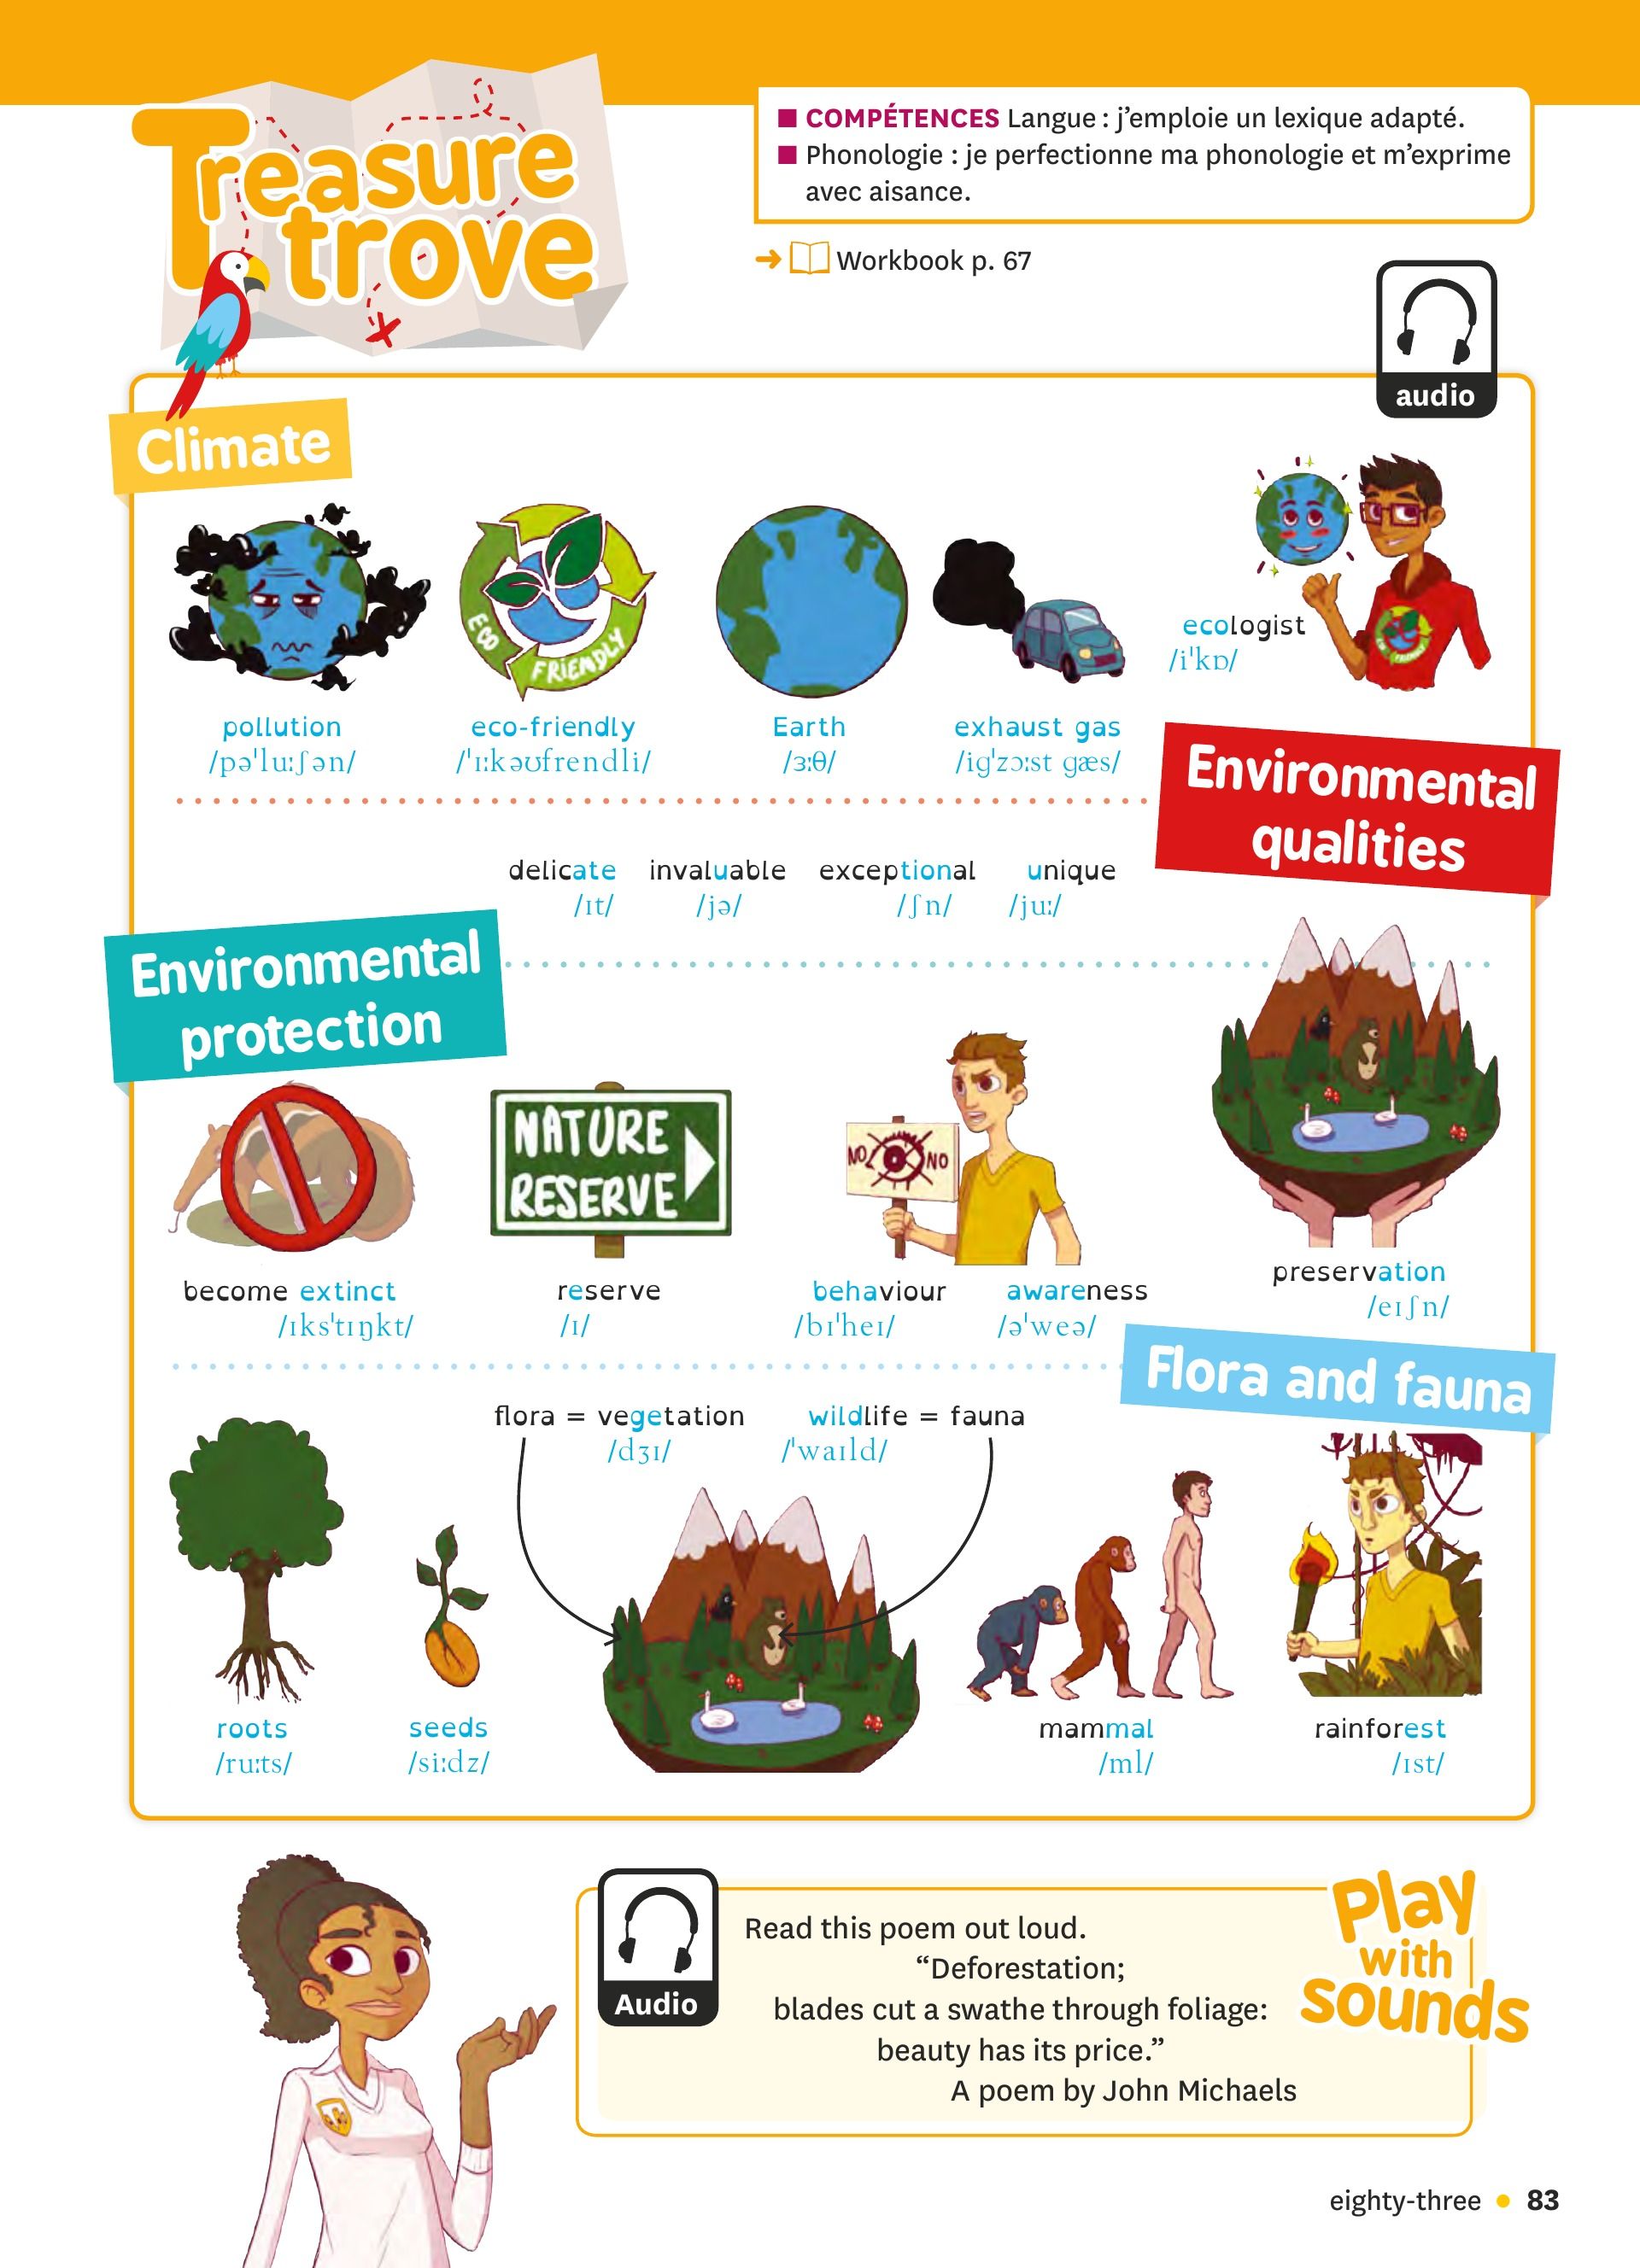 Treasure
trove
■ COMPÉTENCES Langue : j'emploie un lexique adapté.
■ Phonologie : je perfectionne ma phonologie et m'exprime
avec aisance.
→ Workbook p. 67
audio
Climate
ECO
FRIENDLY
ecologist
/iˈkɒ/
pollution
/pəˈluːʃən/
eco-friendly
/ˈɪːkəʊfrendli/
Earth
/ɜːθ/
exhaust gas
/igˈzɔːst gæs/
Environmental
qualities
delicate
/ɪt/
invaluable
/jə/
exceptional
/ʃn/
unique
/juː/
Environmental
protection
NATURE
RESERVE
NO NO
become extinct
/ɪksˈtɪŋkt/
reserve
/ɪ/
behaviour
/bɪˈheɪ/
awareness
/əˈweə/
preservation
/eɪʃn/
Flora and fauna
flora = vegetation
/dʒɪ/
wildlife = fauna
/ˈwaɪld/
roots
/ruːts/
seeds
/siːdz/
mammal
/ml/
rainforest
/ɪst/
Audio
Play
with
sounds
Read this poem out loud.
“Deforestation;
blades cut a swathe through foliage:
beauty has its price.”
A poem by John Michaels
eighty-three • 83